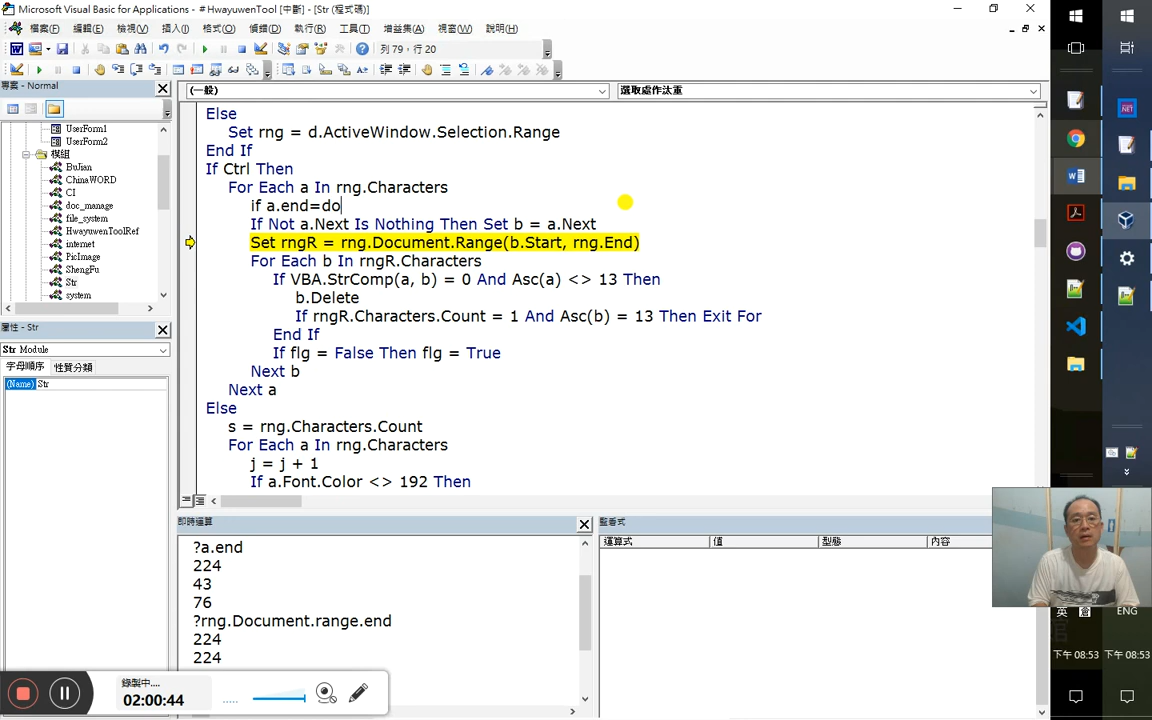 Microsoft Visual Basic for Applications - #HwayuwenTool [中斷] - [Str (程式碼)]
檔案(F) 編輯(E) 檢視(V) 插入(I) 格式(O) 偵錯(D) 執行(R) 工具(T) 增益集(A) 視窗(W) 說明(H)
列 79，行 20
專案 - Normal
UserForm1
UserForm2
模組
BuJian
ChinaWORD
CI
doc_manage
file_system
HwayuwenToolRef
internet
PicImage
ShengFu
Str
system
屬性 - Str
Str Module
字母順序 性質分類
(Name) Str
(一般) 選取處作汰重
Else
Set rng = d.ActiveWindow.Selection.Range
End If
If Ctrl Then
For Each a In rng.Characters
if a.end=do
If Not a.Next Is Nothing Then Set b = a.Next
Set rngR = rng.Document.Range(b.Start, rng.End)
For Each b In rngR.Characters
If VBA.StrComp(a, b) = 0 And Asc(a) <> 13 Then
b.Delete
If rngR.Characters.Count = 1 And Asc(b) = 13 Then Exit For
End If
If flg = False Then flg = True
Next b
Next a
Else
s = rng.Characters.Count
For Each a In rng.Characters
j = j + 1
If a.Font.Color <> 192 Then
即時運算
?a.end
224
43
76
?rng.Document.range.end
224
224
監看式
運算式 值 型態 內容
錄製中....
02:00:44
英 倉 ENG
下午 08:53 下午 08:53